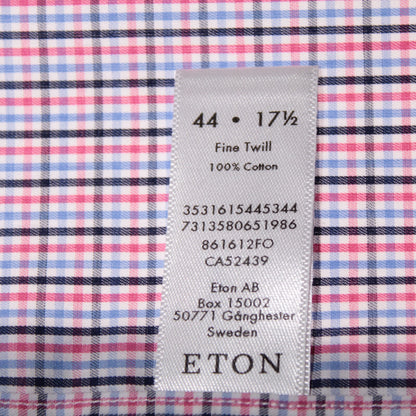 44 • 17½
Fine Twill
100% Cotton
3531615445344
7313580651986
861612FO
CA52439
Eton AB
Box 15002
50771 Gånghester
Sweden
ETON